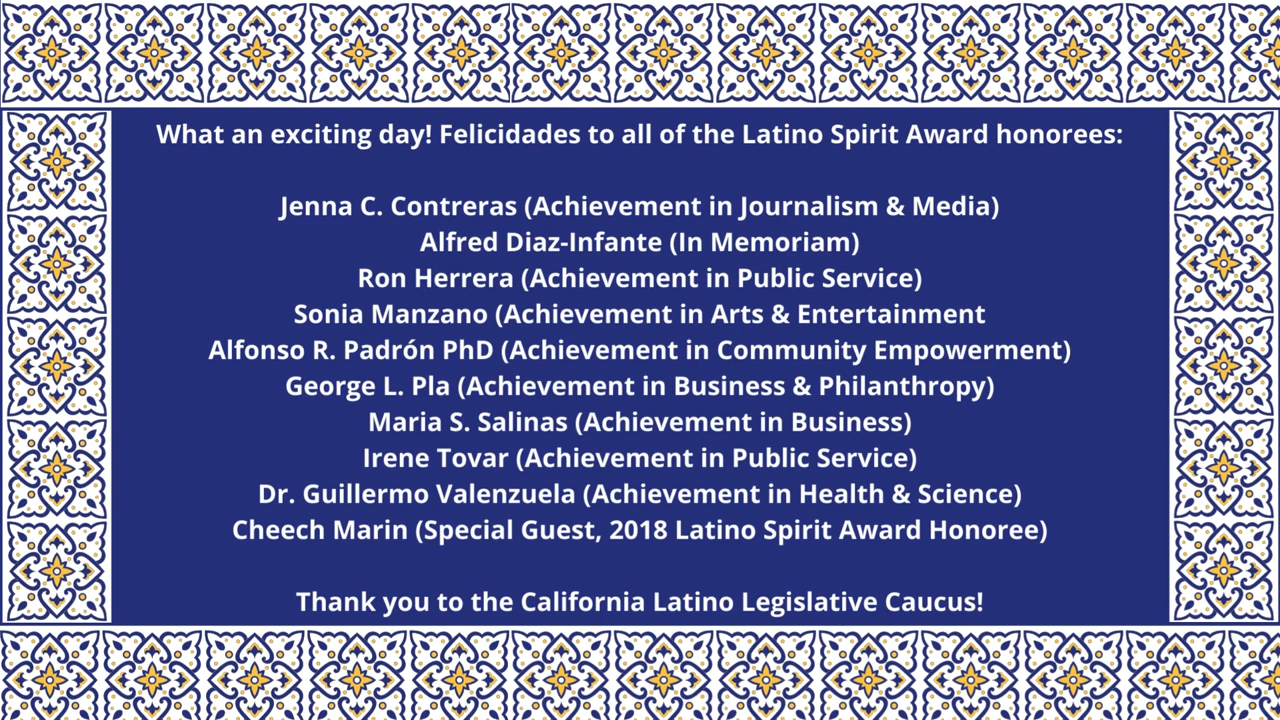 What an exciting day! Felicidades to all of the Latino Spirit Award honorees:
Jenna C. Contreras (Achievement in Journalism & Media)
Alfred Diaz-Infante (In Memoriam)
Ron Herrera (Achievement in Public Service)
Sonia Manzano (Achievement in Arts & Entertainment
Alfonso R. Padrón PhD (Achievement in Community Empowerment)
George L. Pla (Achievement in Business & Philanthropy)
Maria S. Salinas (Achievement in Business)
Irene Tovar (Achievement in Public Service)
Dr. Guillermo Valenzuela (Achievement in Health & Science)
Cheech Marin (Special Guest, 2018 Latino Spirit Award Honoree)
Thank you to the California Latino Legislative Caucus!